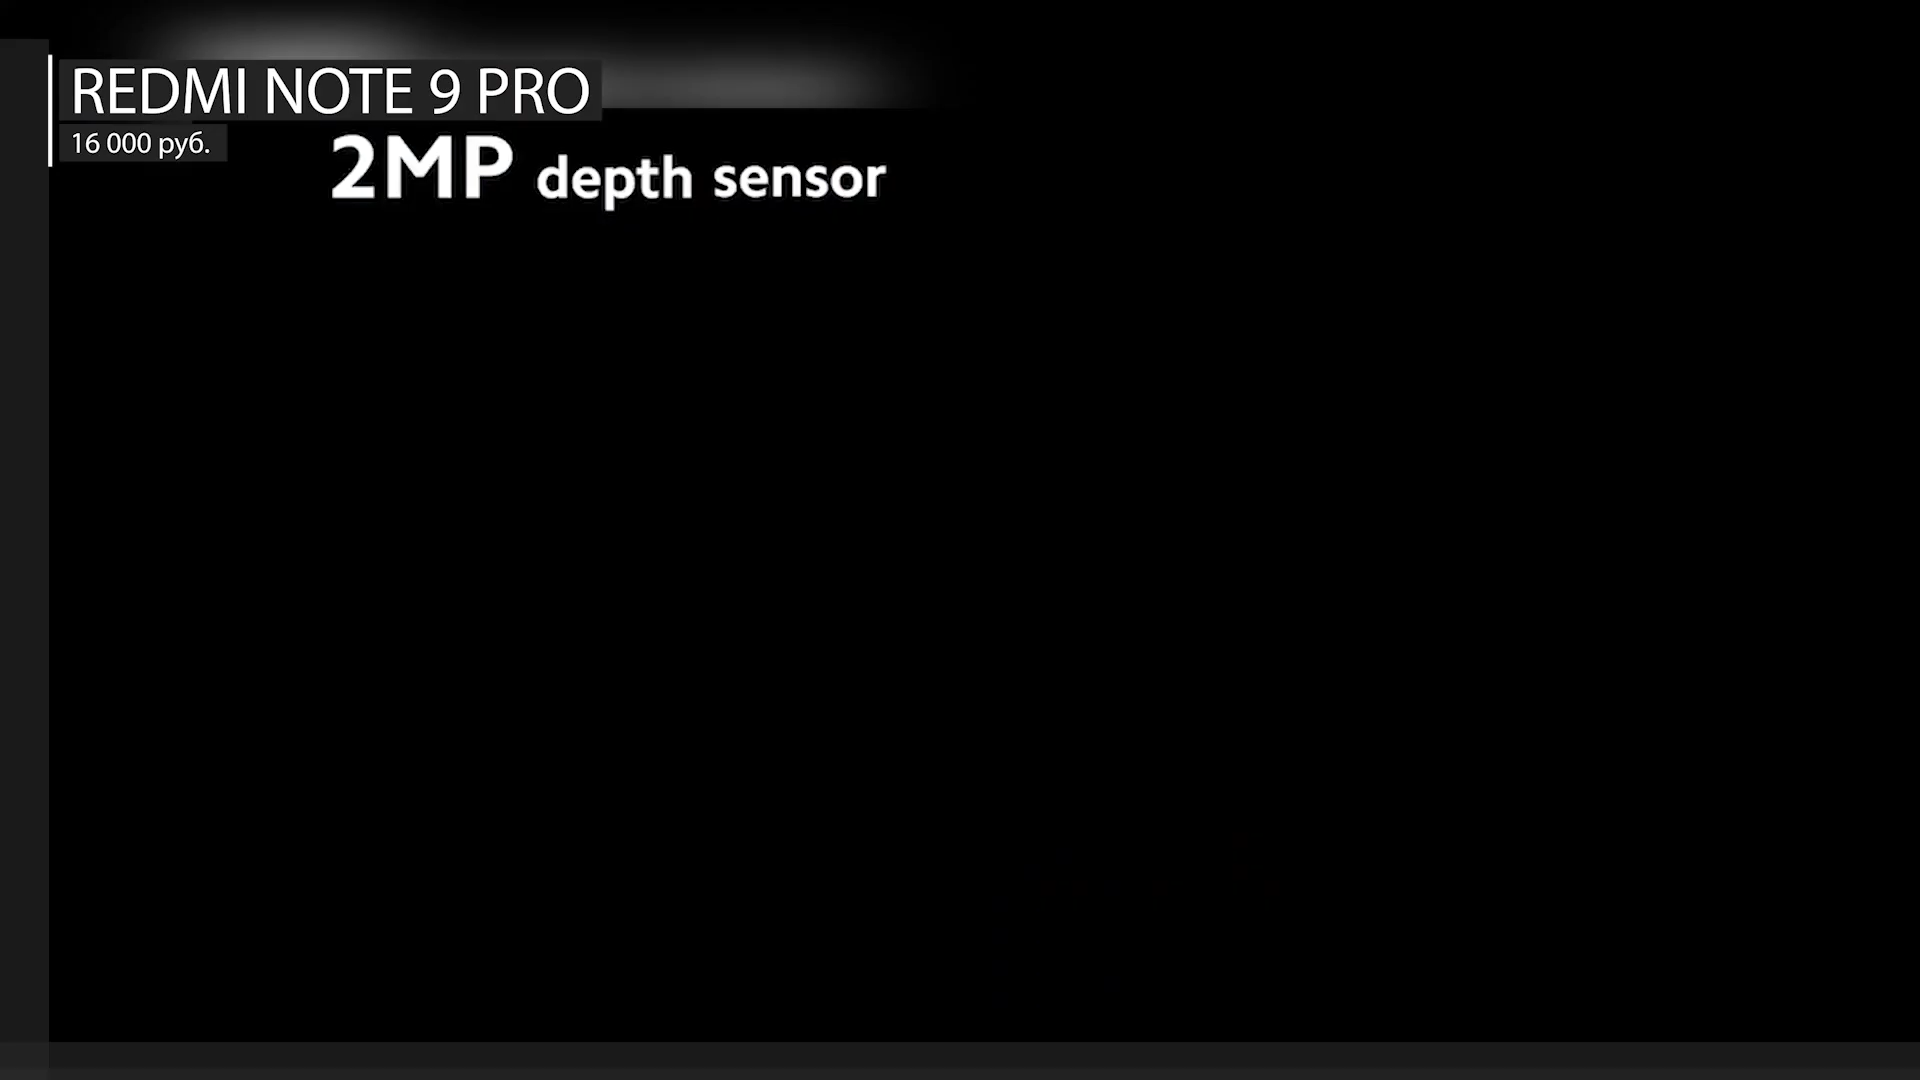 REDMI NOTE 9 PRO
16 000 руб.
2MP depth sensor